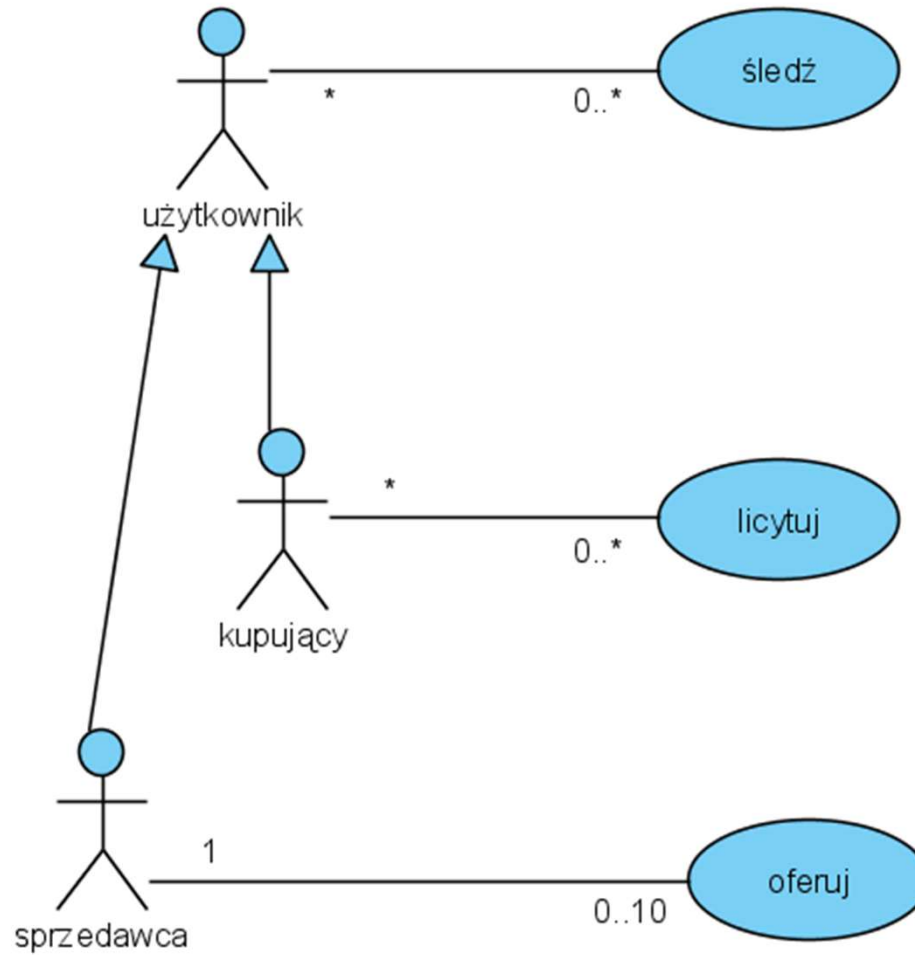 śledź
*
0..*
użytkownik
*
licytuj
0..*
kupujący
1
oferuj
0..10
sprzedawca